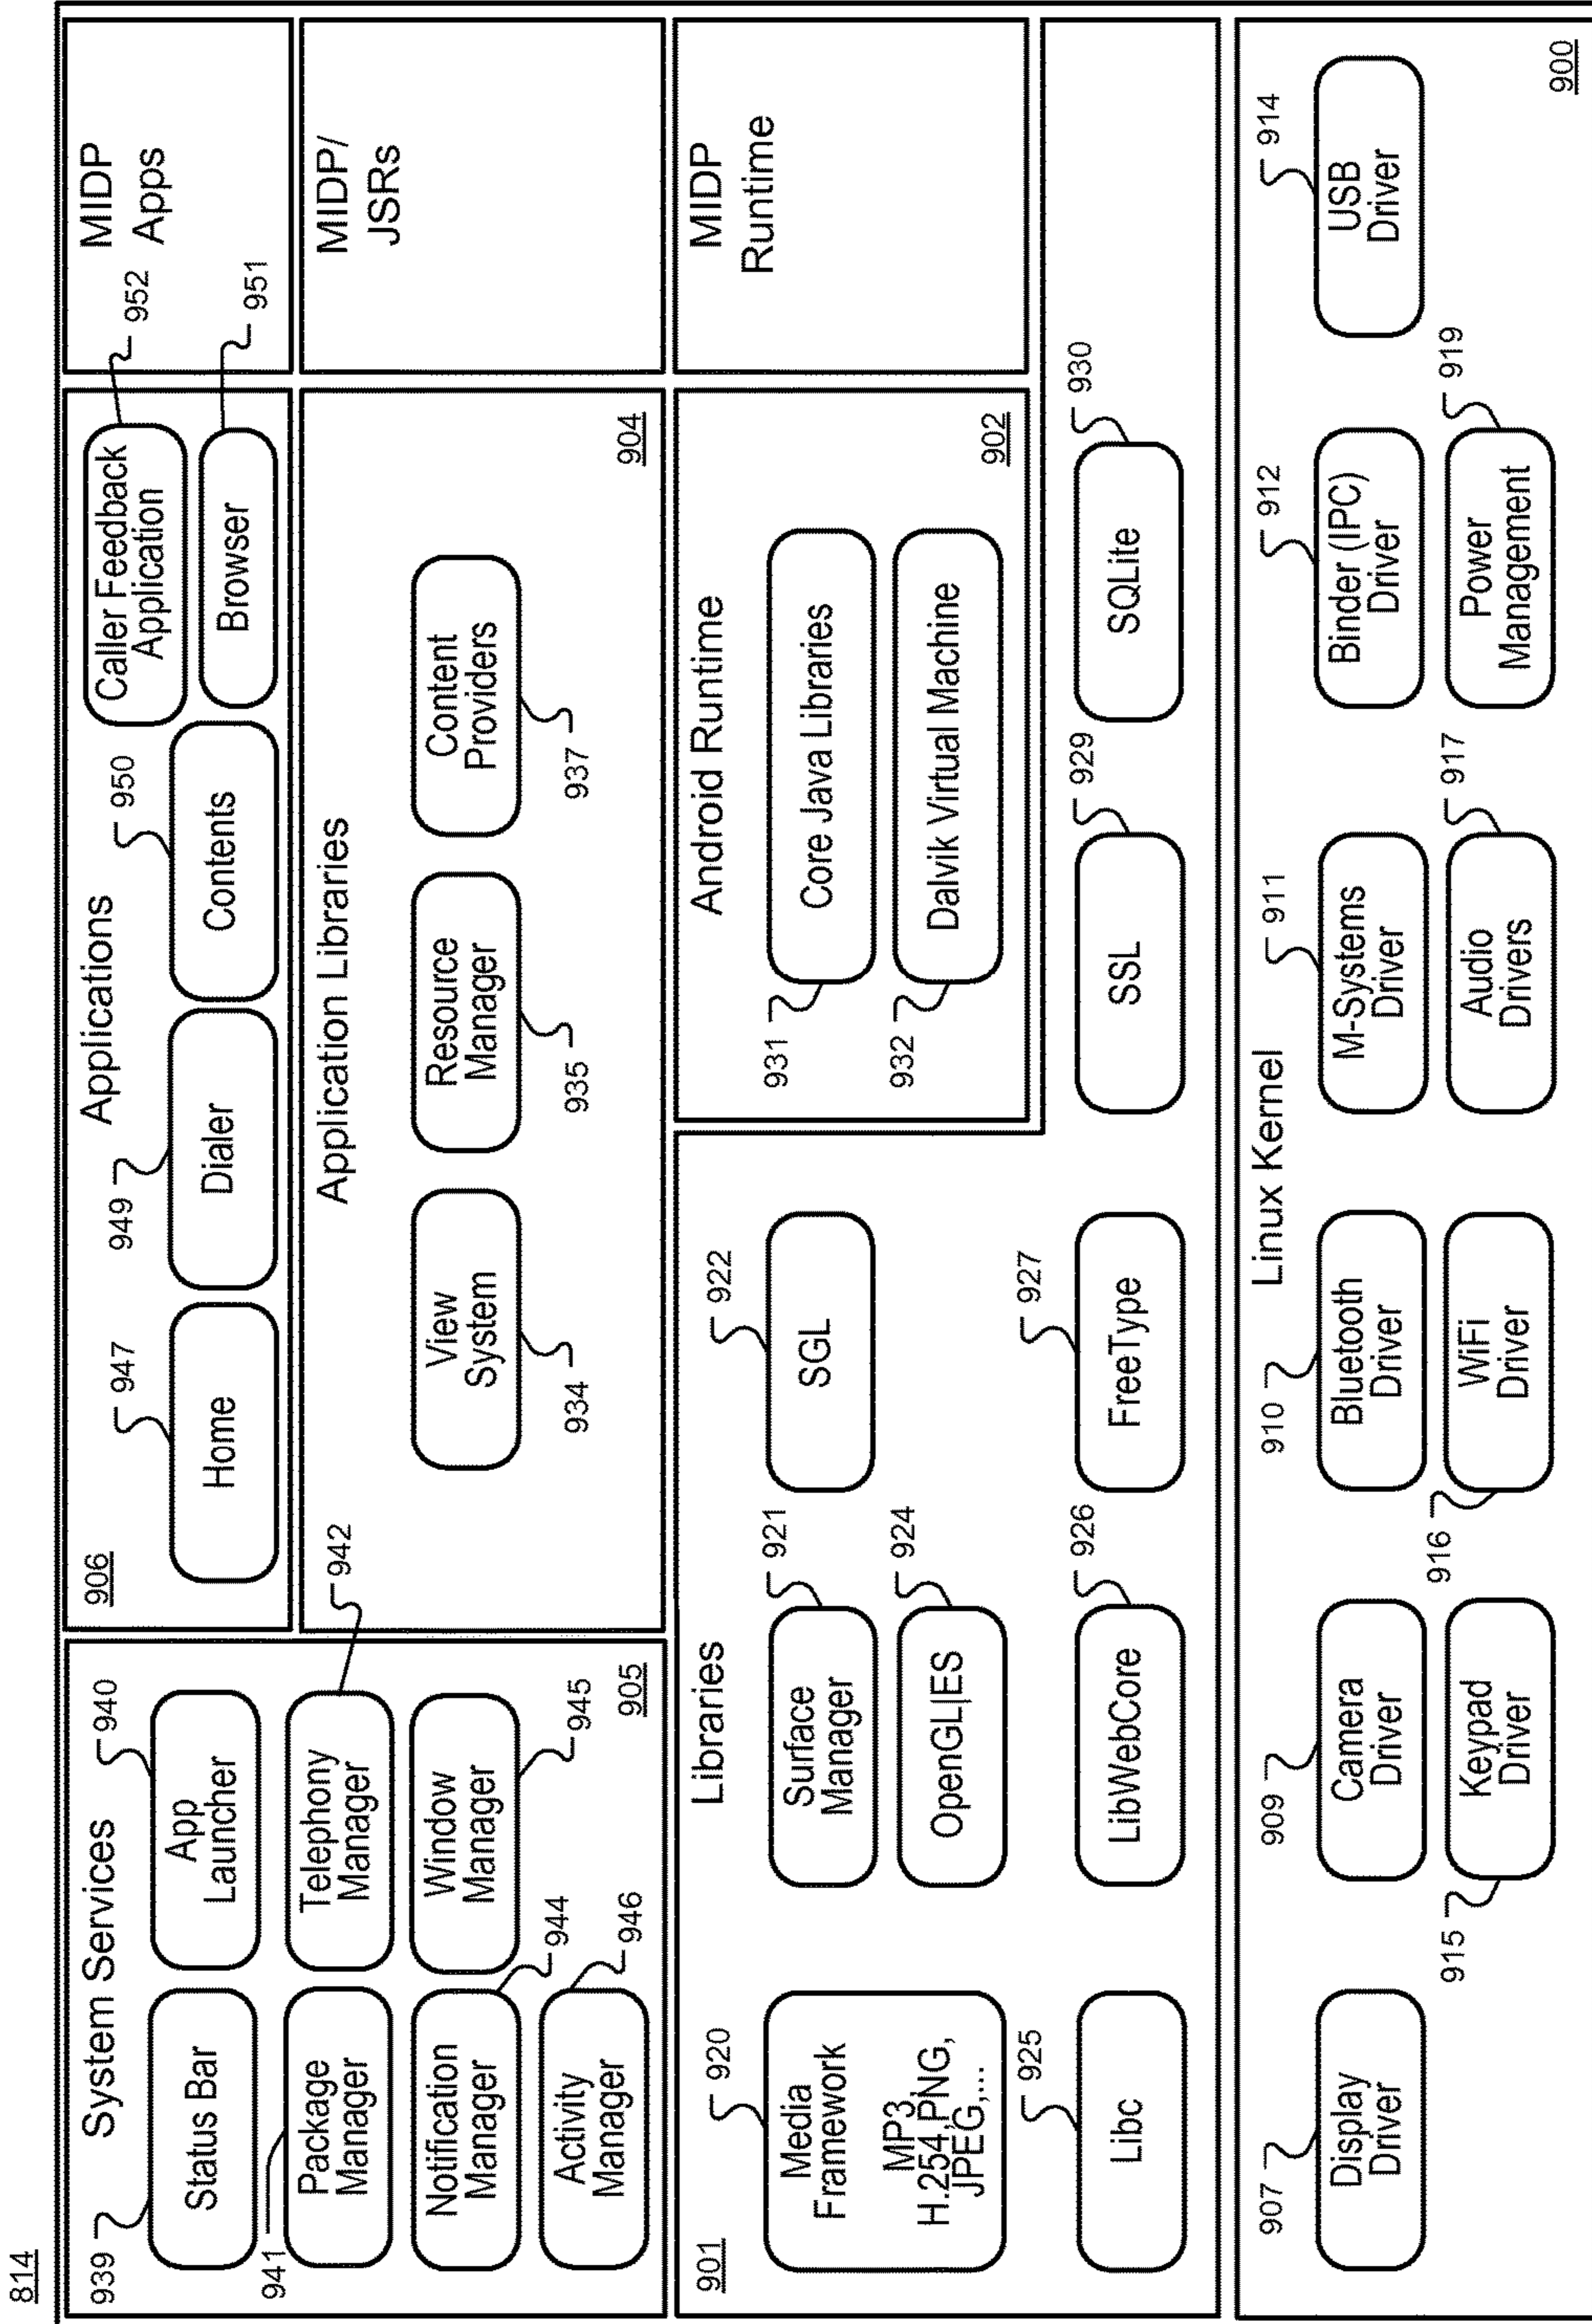 814
System Services
939
Status Bar
940
App
Launcher
941
Package
Manager
942
Telephony
Manager
Notification
Manager
944
Window
Manager
945
Activity
Manager
946
905
906
Applications
947
Home
949
Dialer
950
Contents
Caller Feedback
Application
952
Browser
951
MIDP
Apps
Application Libraries
View
System
934
Resource
Manager
935
Content
Providers
937
904
MIDP/
JSRs
901
Libraries
920
Media
Framework
MP3,
H.254,PNG,
JPEG,...
921
Surface
Manager
922
SGL
924
OpenGL|ES
925
Libc
926
LibWebCore
927
FreeType
929
SSL
930
SQLite
Android Runtime
931
Core Java Libraries
932
Dalvik Virtual Machine
902
MIDP
Runtime
Linux Kernel
907
Display
Driver
909
Camera
Driver
910
Bluetooth
Driver
911
M-Systems
Driver
912
Binder (IPC)
Driver
914
USB
Driver
915
Keypad
Driver
916
WiFi
Driver
917
Audio
Drivers
919
Power
Management
900